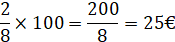 2/8 × 100 = 200/8 = 25€